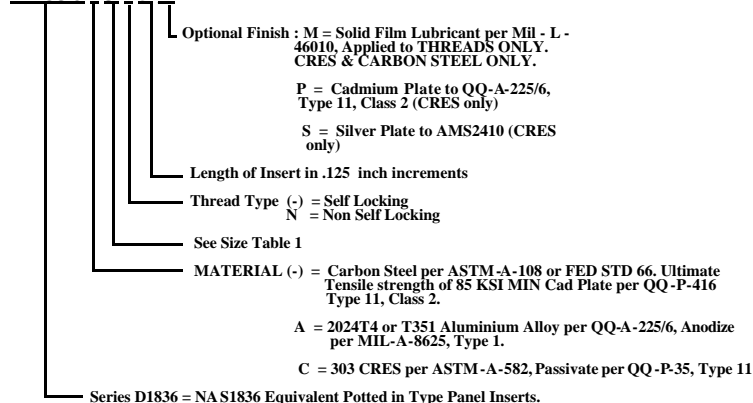 Optional Finish : M = Solid Film Lubricant per Mil - L -
46010, Applied to THREADS ONLY.
CRES & CARBON STEEL ONLY.
P = Cadmium Plate to QQ-A-225/6,
Type 11, Class 2 (CRES only)
S = Silver Plate to AMS2410 (CRES
only)
Length of Insert in .125 inch increments
Thread Type (-) = Self Locking
N = Non Self Locking
See Size Table 1
MATERIAL (-) = Carbon Steel per ASTM-A-108 or FED STD 66. Ultimate
Tensile strength of 85 KSI MIN Cad Plate per QQ-P-416
Type 11, Class 2.
A = 2024T4 or T351 Aluminium Alloy per QQ-A-225/6, Anodize
per MIL-A-8625, Type 1.
C = 303 CRES per ASTM-A-582, Passivate per QQ-P-35, Type 11
Series D1836 = NAS1836 Equivalent Potted in Type Panel Inserts.